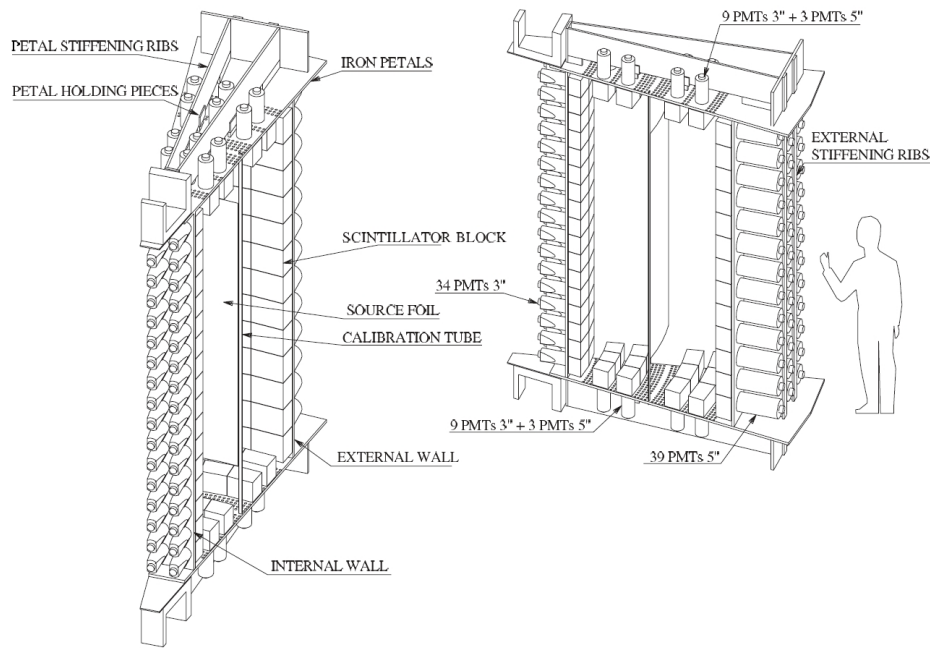 PETAL STIFFENING RIBS
PETAL HOLDING PIECES
IRON PETALS
SCINTILLATOR BLOCK
SOURCE FOIL
CALIBRATION TUBE
EXTERNAL WALL
INTERNAL WALL
9 PMTs 3" + 3 PMTs 5"
EXTERNAL
STIFFENING RIBS
34 PMTs 3"
9 PMTs 3" + 3 PMTs 5"
39 PMTs 5"